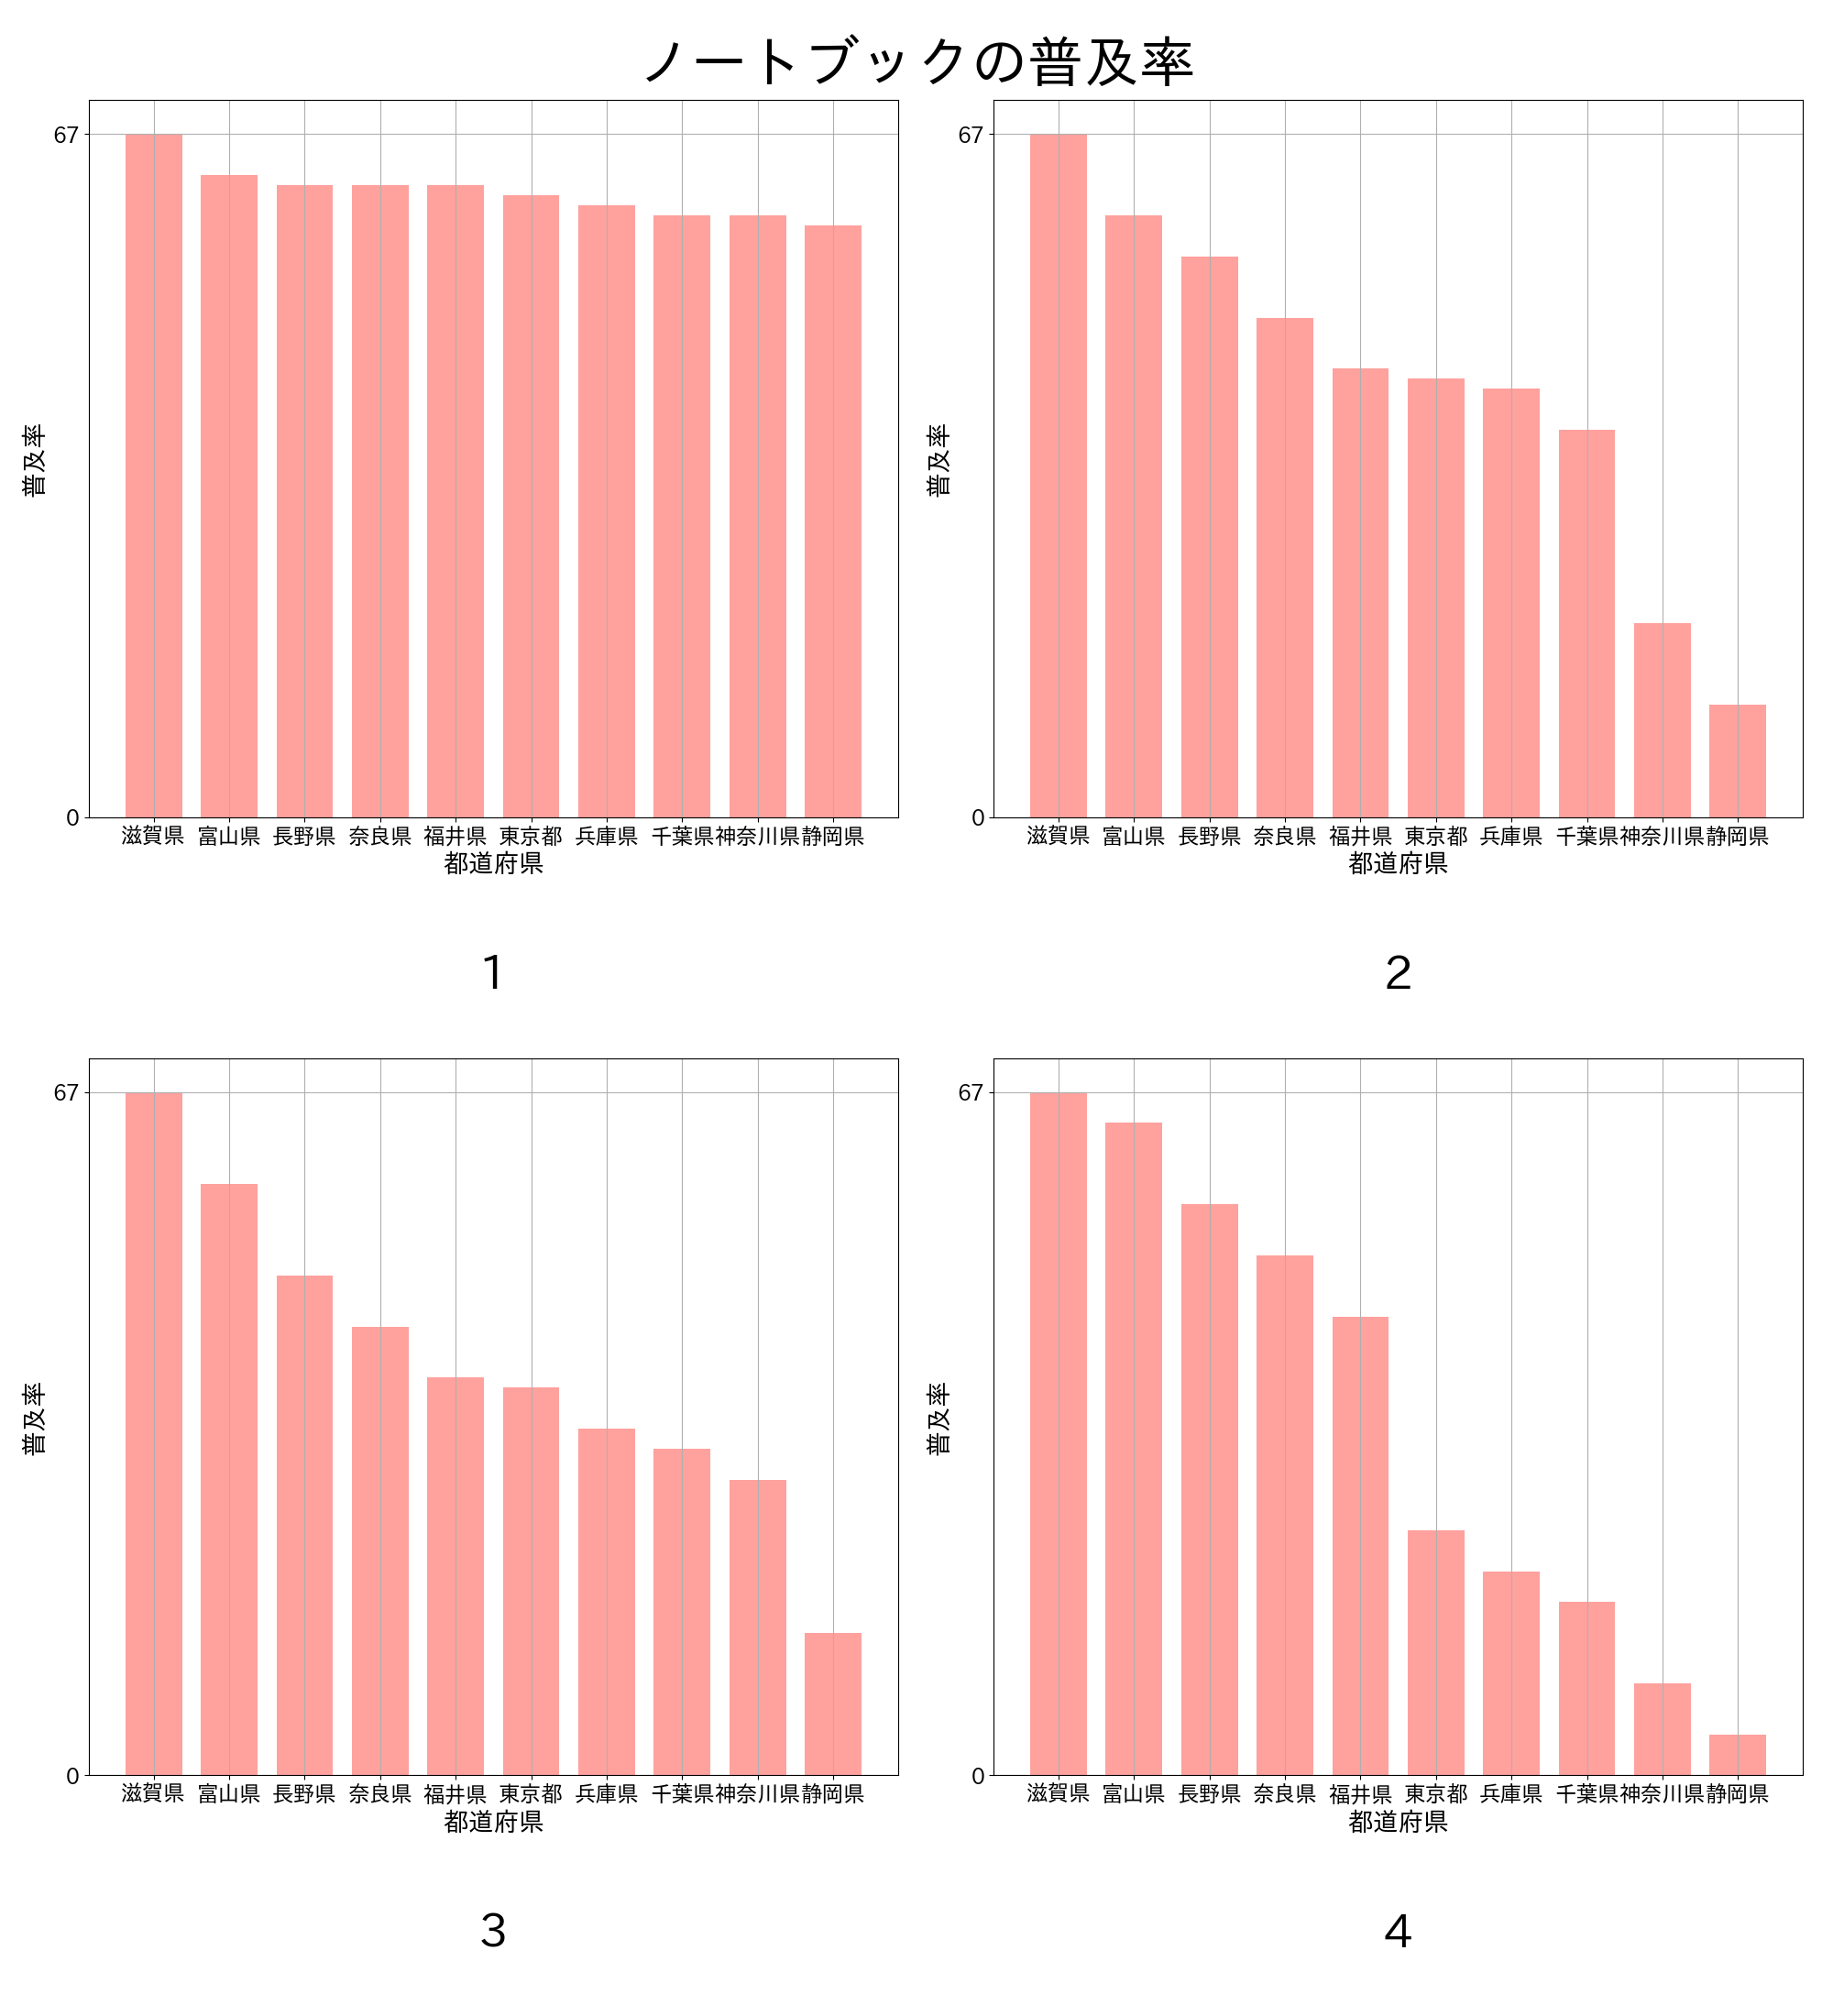 ノートブックの普及率
67
0
普及率
滋賀県 富山県 長野県 奈良県 福井県 東京都 兵庫県 千葉県 神奈川県 静岡県
都道府県
1
67
0
普及率
滋賀県 富山県 長野県 奈良県 福井県 東京都 兵庫県 千葉県 神奈川県 静岡県
都道府県
2
67
0
普及率
滋賀県 富山県 長野県 奈良県 福井県 東京都 兵庫県 千葉県 神奈川県 静岡県
都道府県
3
67
0
普及率
滋賀県 富山県 長野県 奈良県 福井県 東京都 兵庫県 千葉県 神奈川県 静岡県
都道府県
4